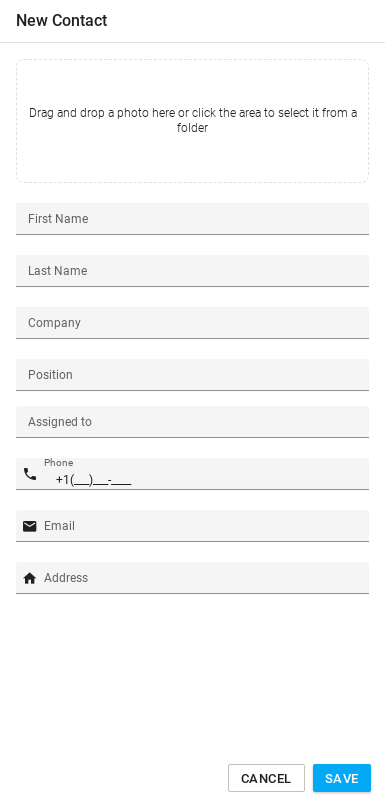 New Contact
Drag and drop a photo here or click the area to select it from a
folder
First Name
Last Name
Company
Position
Assigned to
Phone
+1(___)___-____
Email
Address
CANCEL
SAVE